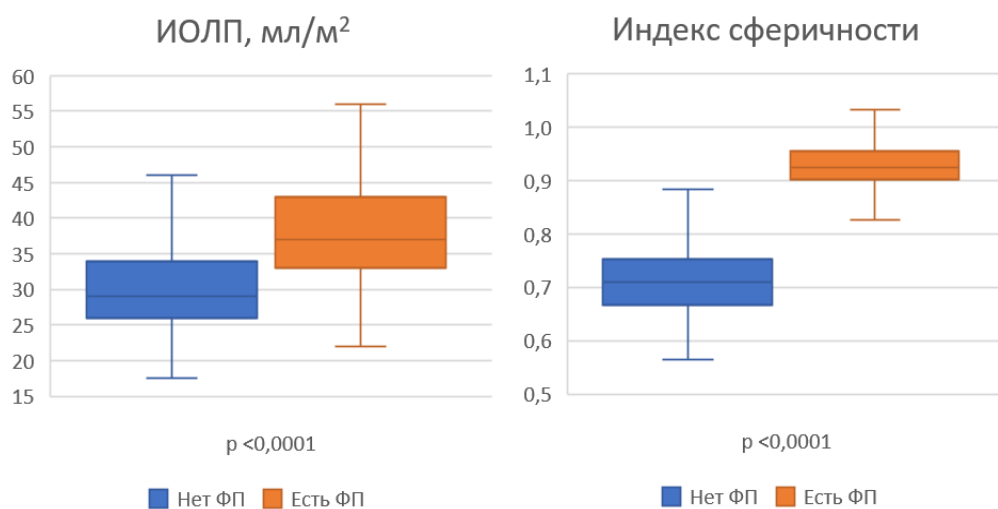 ИОЛП, мл/м²
60
55
50
45
40
35
30
25
20
15
p <0,0001
Нет ФП Есть ФП
Индекс сферичности
1,1
1,0
0,9
0,8
0,7
0,6
0,5
p <0,0001
Нет ФП Есть ФП